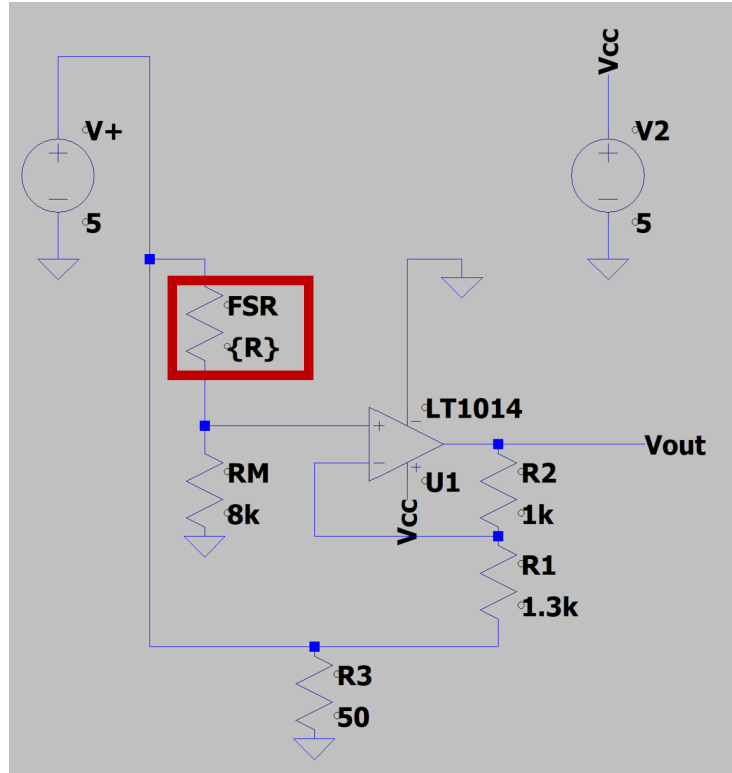 Vcc
V+
V2
5
5
FSR
{R}
LT1014
Vout
RM
U1
R2
8k
Vcc
1k
R1
1.3k
R3
50